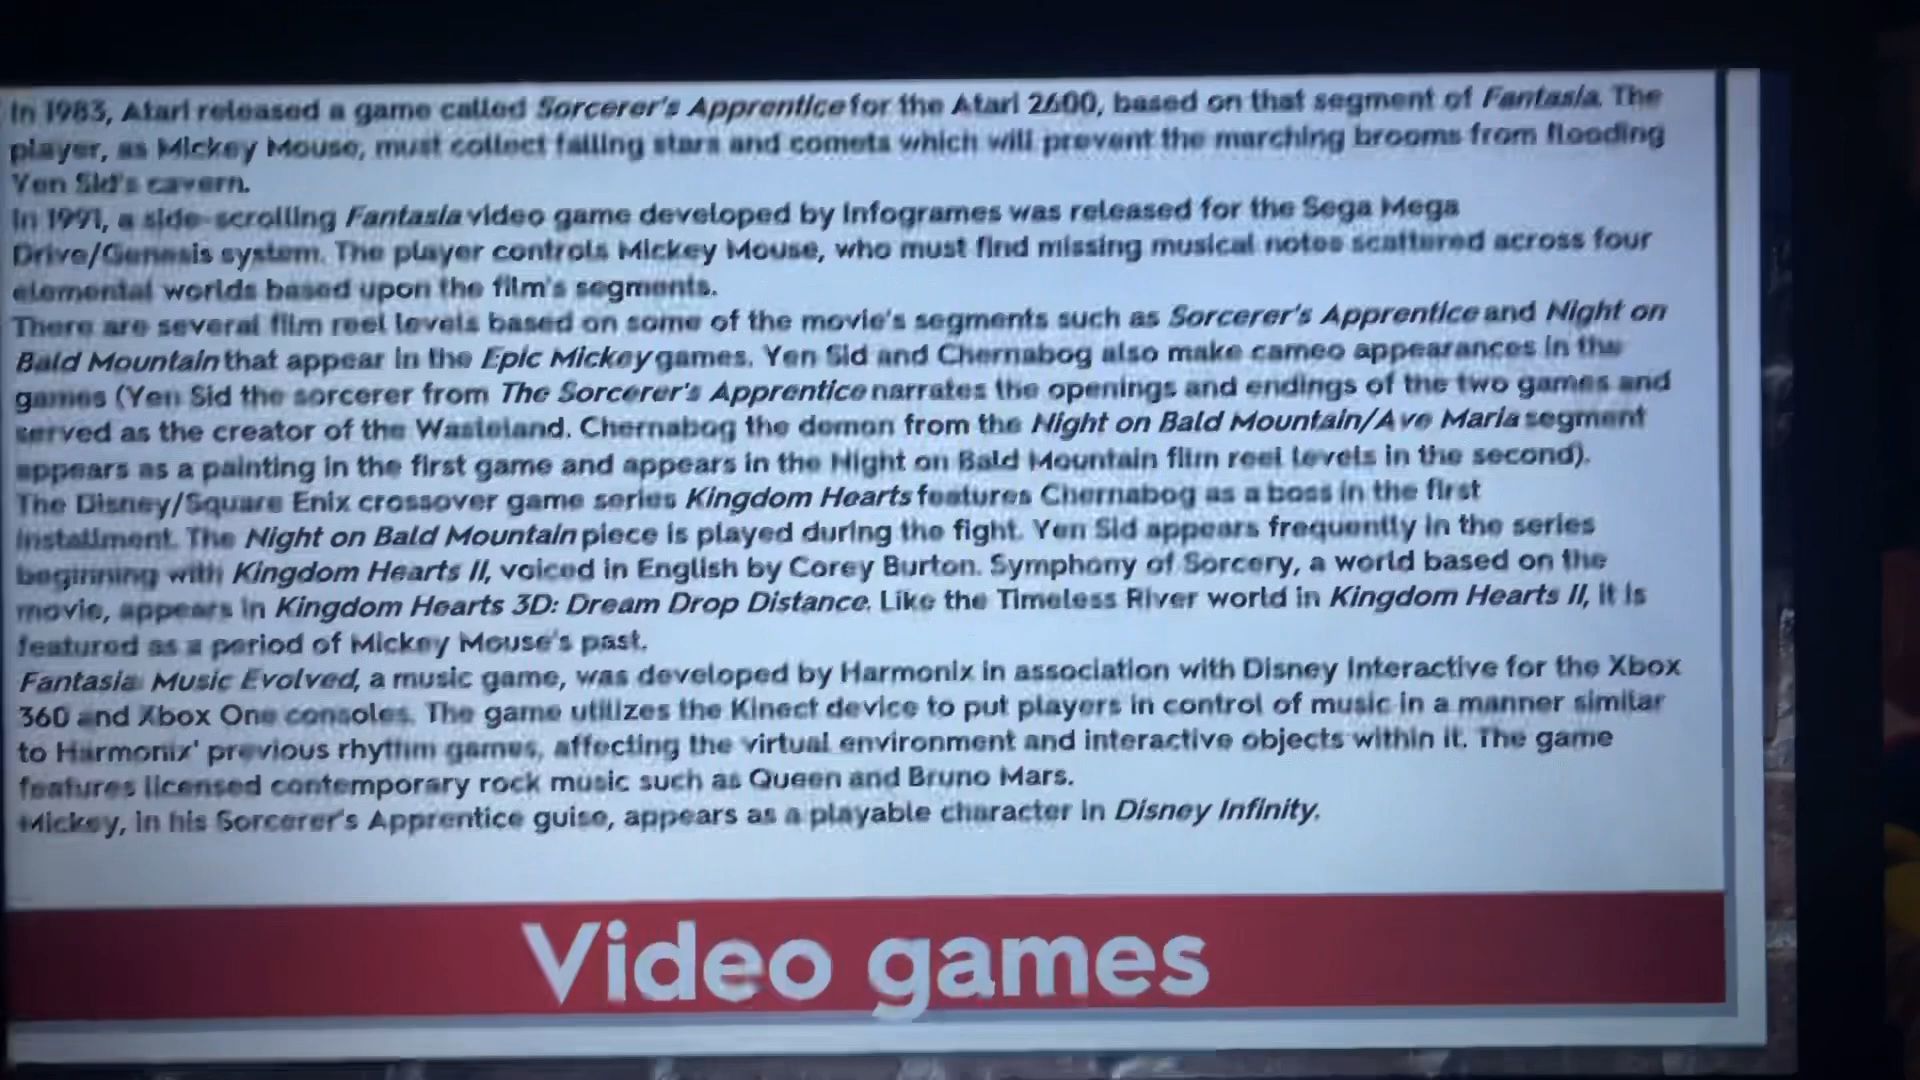 In 1983, Atari released a game called Sorcerer's Apprentice for the Atari 2600, based on that segment of Fantasia. The
player, as Mickey Mouse, must collect falling stars and comets which will prevent the marching brooms from flooding
Yen Sid's cavern.
In 1991, a side-scrolling Fantasia video game developed by Infogrames was released for the Sega Mega
Drive/Genesis system. The player controls Mickey Mouse, who must find missing musical notes scattered across four
elemental worlds based upon the film's segments.
There are several film reel levels based on some of the movie's segments such as Sorcerer's Apprentice and Night on
Bald Mountain that appear in the Epic Mickey games. Yen Sid and Chernabog also make cameo appearances in the
games (Yen Sid the sorcerer from The Sorcerer's Apprentice narrates the openings and endings of the two games and
served as the creator of the Wasteland. Chernabog the demon from the Night on Bald Mountain/Ave Maria segment
appears as a painting in the first game and appears in the Night on Bald Mountain film reel levels in the second).
The Disney/Square Enix crossover game series Kingdom Hearts features Chernabog as a boss in the first
installment. The Night on Bald Mountain piece is played during the fight. Yen Sid appears frequently in the series
beginning with Kingdom Hearts II, voiced in English by Corey Burton. Symphony of Sorcery, a world based on the
movie, appears in Kingdom Hearts 3D: Dream Drop Distance. Like the Timeless River world in Kingdom Hearts II, it is
featured as a period of Mickey Mouse's past.
Fantasia: Music Evolved, a music game, was developed by Harmonix in association with Disney Interactive for the Xbox
360 and Xbox One consoles. The game utilizes the Kinect device to put players in control of music in a manner similar
to Harmonix' previous rhythm games, affecting the virtual environment and interactive objects within it. The game
features licensed contemporary rock music such as Queen and Bruno Mars.
Mickey, in his Sorcerer's Apprentice guise, appears as a playable character in Disney Infinity.
Video games